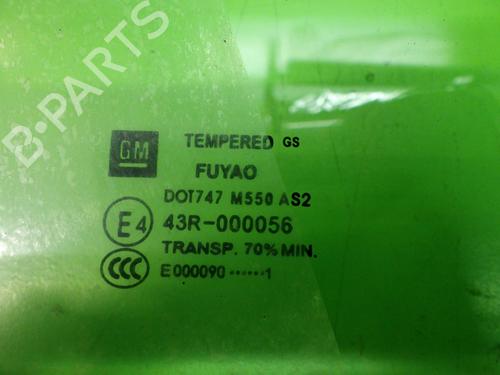 B-PARTS
GM
TEMPERED GS
FUYAO
DOT747 M550 AS2
E4 43R-000056
TRANSP. 70% MIN.
CCC E000090 ······1